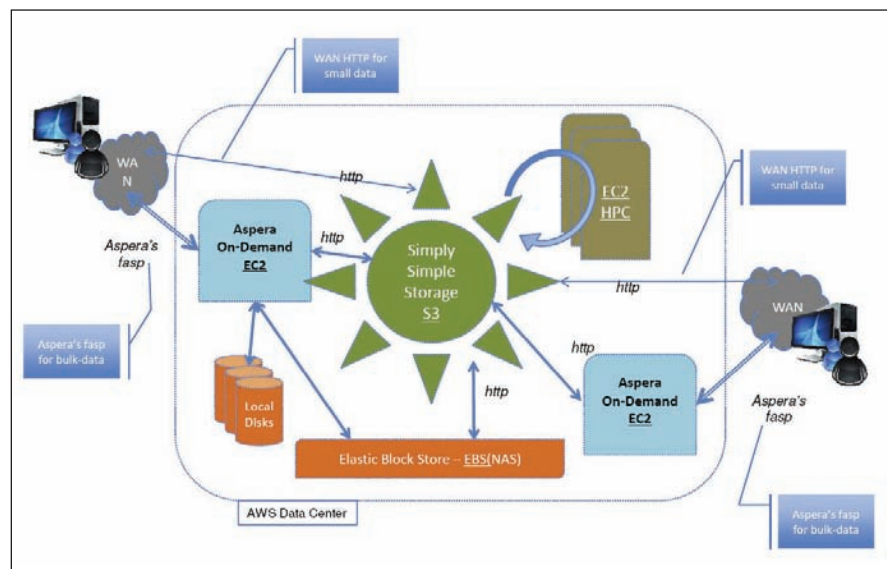 WAN HTTP for
small data
WA
N
http
Aspera's
fasp
Aspera's fasp
for bulk-data
Aspera
On-Demand
EC2
http
Simply
Simple
Storage
S3
EC2
HPC
WAN HTTP for
small data
http
WAN
http
http
Local
Disks
Elastic Block Store – EBS(NAS)
Aspera
On-Demand
EC2
Aspera's
fasp
Aspera's fasp
for bulk-data
AWS Data Center